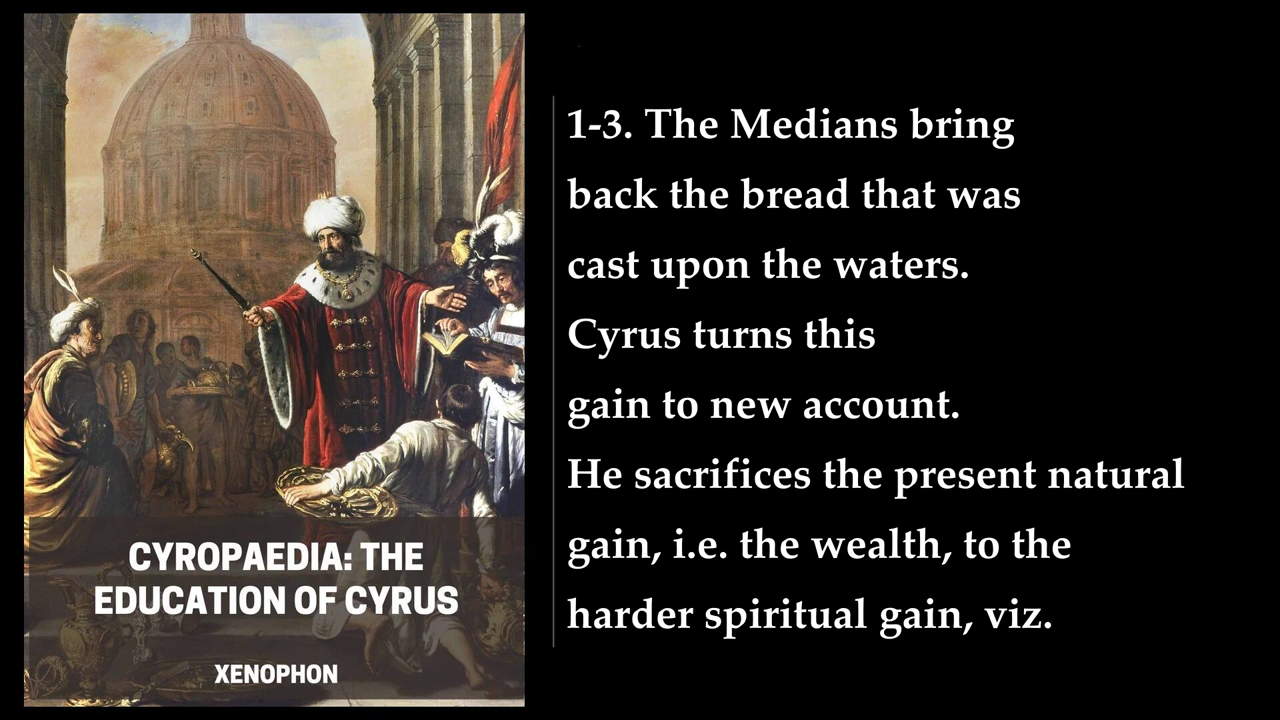 CYROPAEDIA: THE
EDUCATION OF CYRUS
XENOPHON
1-3. The Medians bring
back the bread that was
cast upon the waters.
Cyrus turns this
gain to new account.
He sacrifices the present natural
gain, i.e. the wealth, to the
harder spiritual gain, viz.